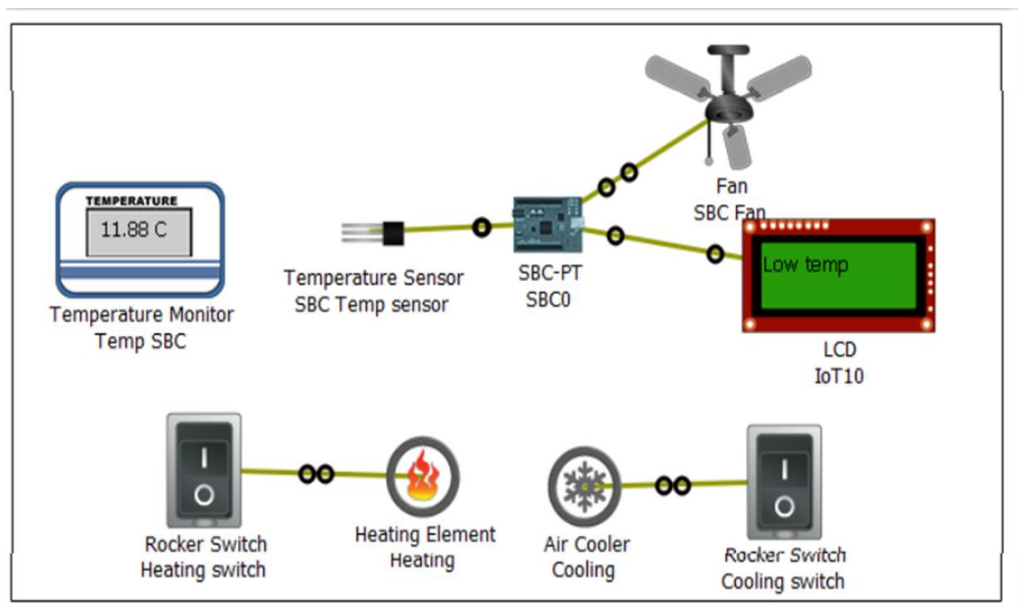 Fan
SBC Fan
TEMPERATURE
11.88 C
Low temp
Temperature Sensor
SBC Temp sensor
SBC-PT
SBC0
Temperature Monitor
Temp SBC
LCD
IoT10
Rocker Switch
Heating switch
Heating Element
Heating
Air Cooler
Cooling
Rocker Switch
Cooling switch